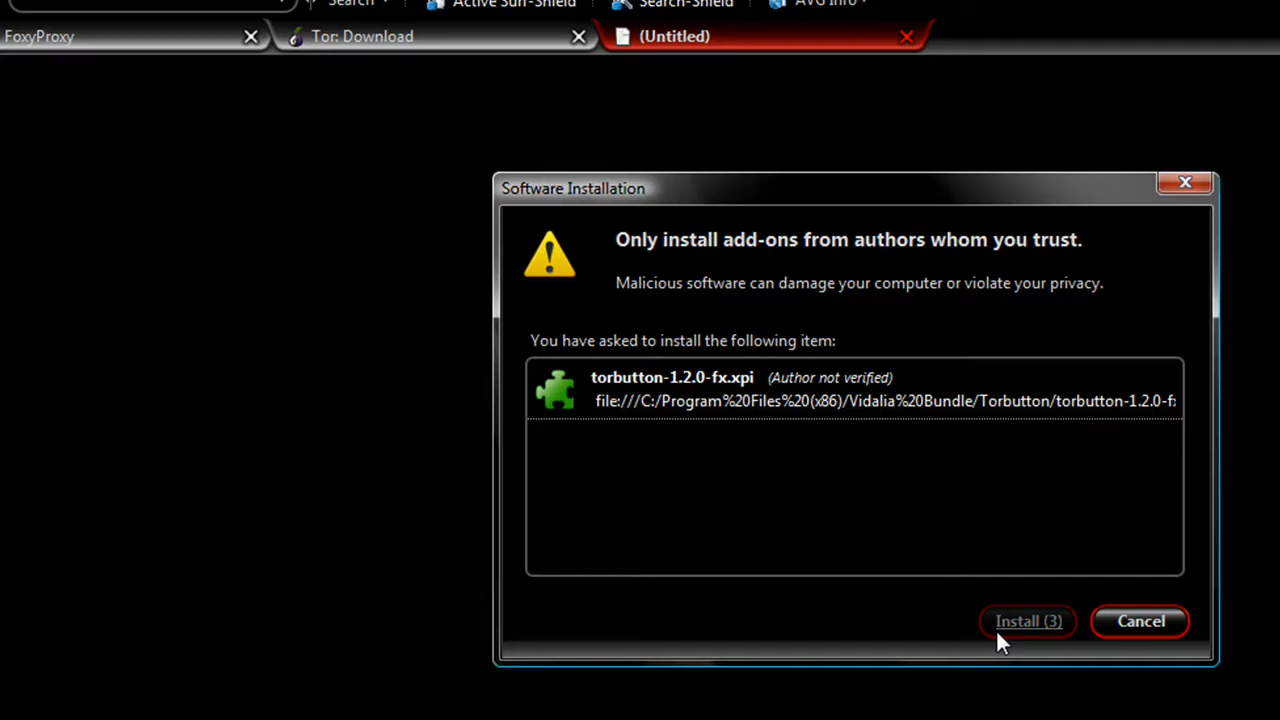 Search Active Surf-Shield Search-Shield AVG Info
FoxyProxy Tor: Download (Untitled)
Software Installation
Only install add-ons from authors whom you trust.
Malicious software can damage your computer or violate your privacy.
You have asked to install the following item:
torbutton-1.2.0-fx.xpi (Author not verified)
file:///C:/Program%20Files%20(x86)/Vidalia%20Bundle/Torbutton/torbutton-1.2.0-f
Install (3) Cancel